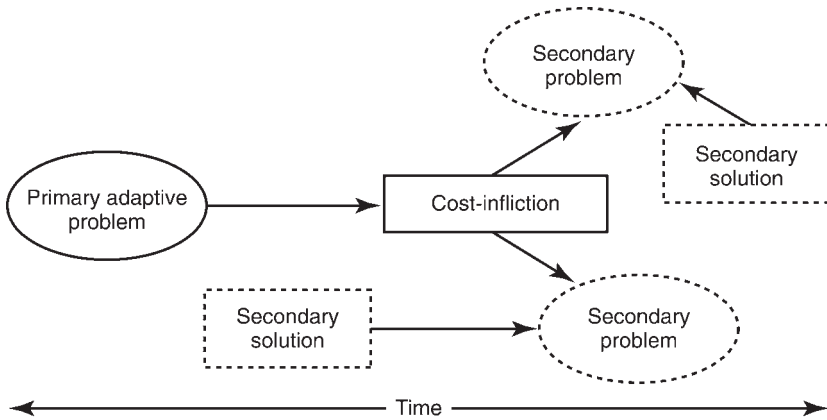 Secondary
problem
Secondary
solution
Primary adaptive
problem
Cost-infliction
Secondary
solution
Secondary
problem
Time